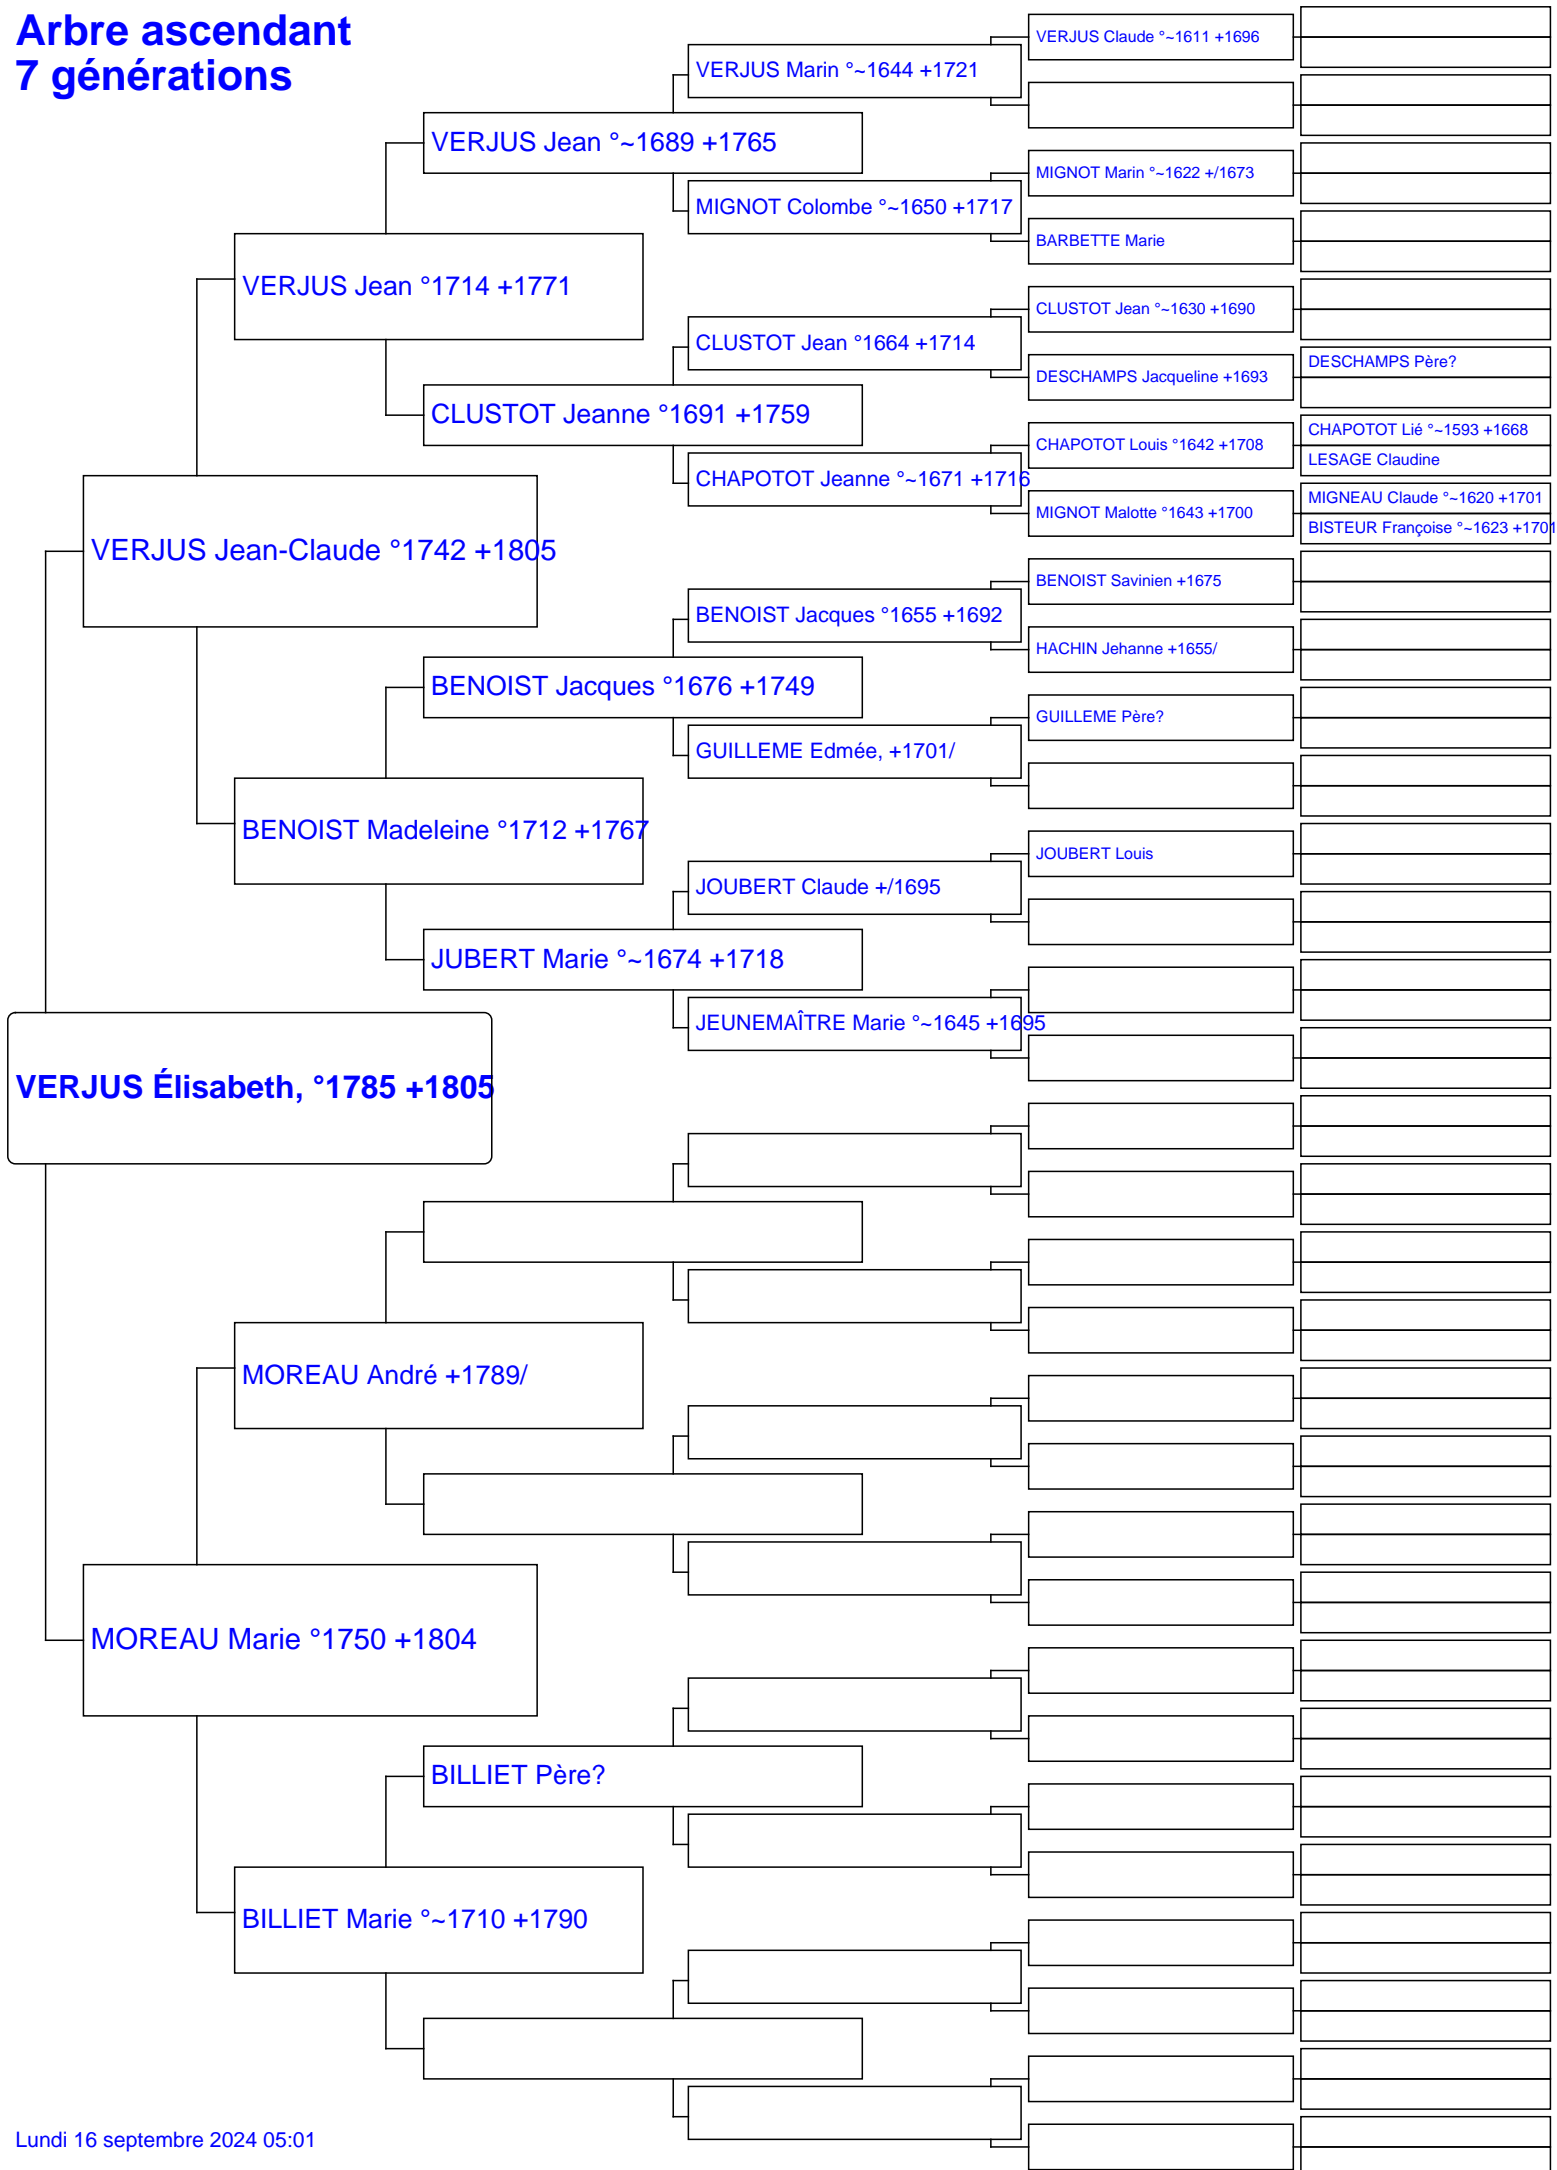 Arbre ascendant
7 générations
VERJUS Élisabeth, °1785 +1805
VERJUS Jean-Claude °1742 +1805
MOREAU Marie °1750 +1804
VERJUS Jean °1714 +1771
BENOIST Madeleine °1712 +1767
MOREAU André +1789/
BILLIET Marie °~1710 +1790
VERJUS Jean °~1689 +1765
CLUSTOT Jeanne °1691 +1759
BENOIST Jacques °1676 +1749
JUBERT Marie °~1674 +1718
BILLIET Père?
VERJUS Marin °~1644 +1721
MIGNOT Colombe °~1650 +1717
CLUSTOT Jean °1664 +1714
CHAPOTOT Jeanne °~1671 +1716
BENOIST Jacques °1655 +1692
GUILLEME Edmée, +1701/
JOUBERT Claude +/1695
JEUNEMAÎTRE Marie °~1645 +1695
VERJUS Claude °~1611 +1696
MIGNOT Marin °~1622 +/1673
BARBETTE Marie
CLUSTOT Jean °~1630 +1690
DESCHAMPS Jacqueline +1693
CHAPOTOT Louis °1642 +1708
MIGNOT Malotte °1643 +1700
BENOIST Savinien +1675
HACHIN Jehanne +1655/
GUILLEME Père?
JOUBERT Louis
DESCHAMPS Père?
CHAPOTOT Lié °~1593 +1668
LESAGE Claudine
MIGNEAU Claude °~1620 +1701
BISTEUR Françoise °~1623 +1701
Lundi 16 septembre 2024 05:01